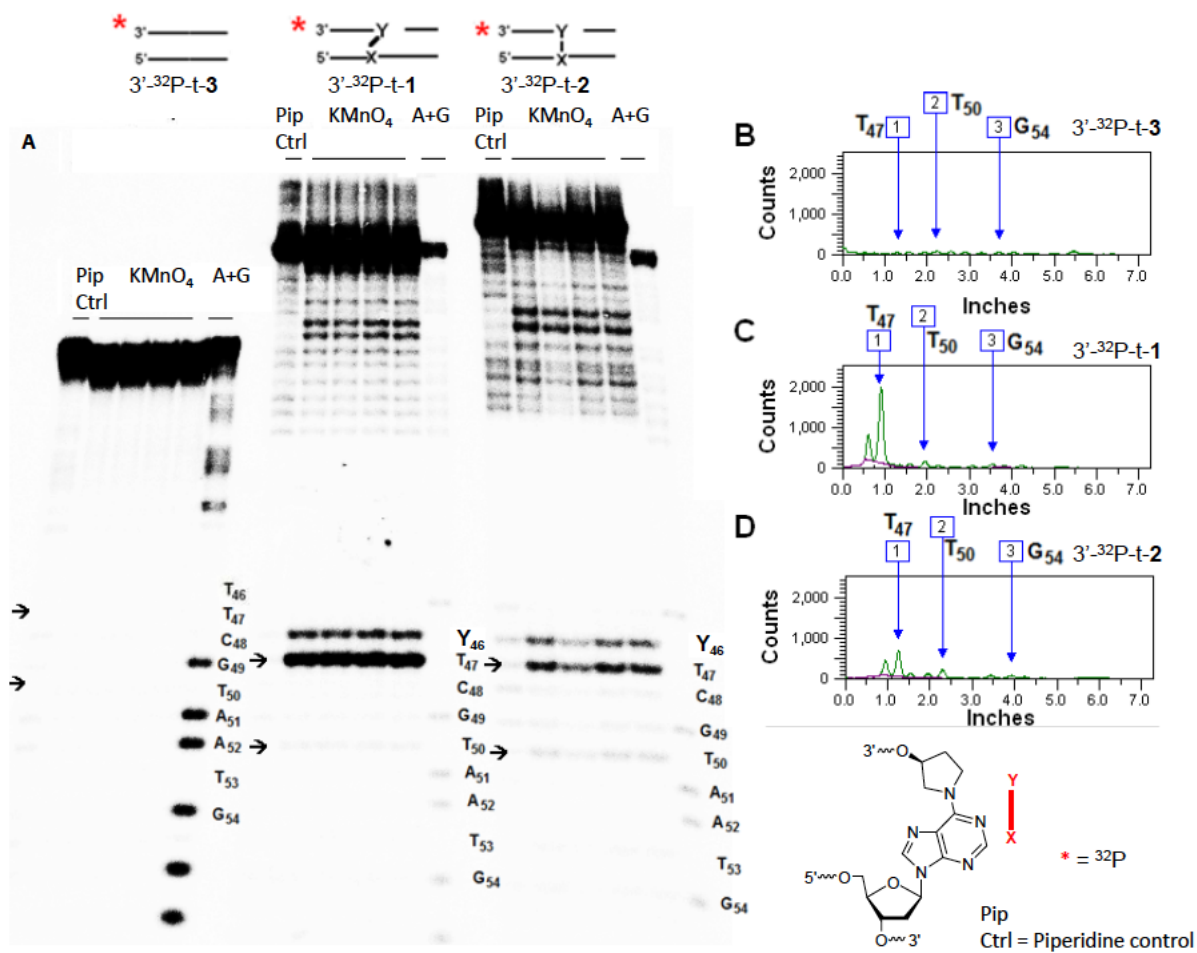 * 3'
5'
3'-³²P-t-3
* 3' Y
5' X
3'-³²P-t-1
* 3' Y
5' X
3'-³²P-t-2
A
Pip Ctrl KMnO₄ A+G
Pip Ctrl KMnO₄ A+G
Pip Ctrl KMnO₄ A+G
T₄₆
T₄₇
C₄₈
G₄₉
T₅₀
A₅₁
A₅₂
T₅₃
G₅₄
Y₄₆
T₄₇
C₄₈
G₄₉
T₅₀
A₅₁
A₅₂
T₅₃
G₅₄
Y₄₆
T₄₇
C₄₈
G₄₉
T₅₀
A₅₁
A₅₂
T₅₃
G₅₄
B
T₄₇ 1 2 T₅₀ 3 G₅₄ 3'-³²P-t-3
Counts
2,000
1,000
0
0.0 1.0 2.0 3.0 4.0 5.0 6.0 7.0
Inches
C
T₄₇ 1 2 T₅₀ 3 G₅₄ 3'-³²P-t-1
Counts
2,000
1,000
0
0.0 1.0 2.0 3.0 4.0 5.0 6.0 7.0
Inches
D
T₄₇ 1 2 T₅₀ 3 G₅₄ 3'-³²P-t-2
Counts
2,000
1,000
0
0.0 1.0 2.0 3.0 4.0 5.0 6.0 7.0
Inches
3' O
N
N N
N N
5' O O
O 3'
Y
X
* = ³²P
Pip
Ctrl = Piperidine control